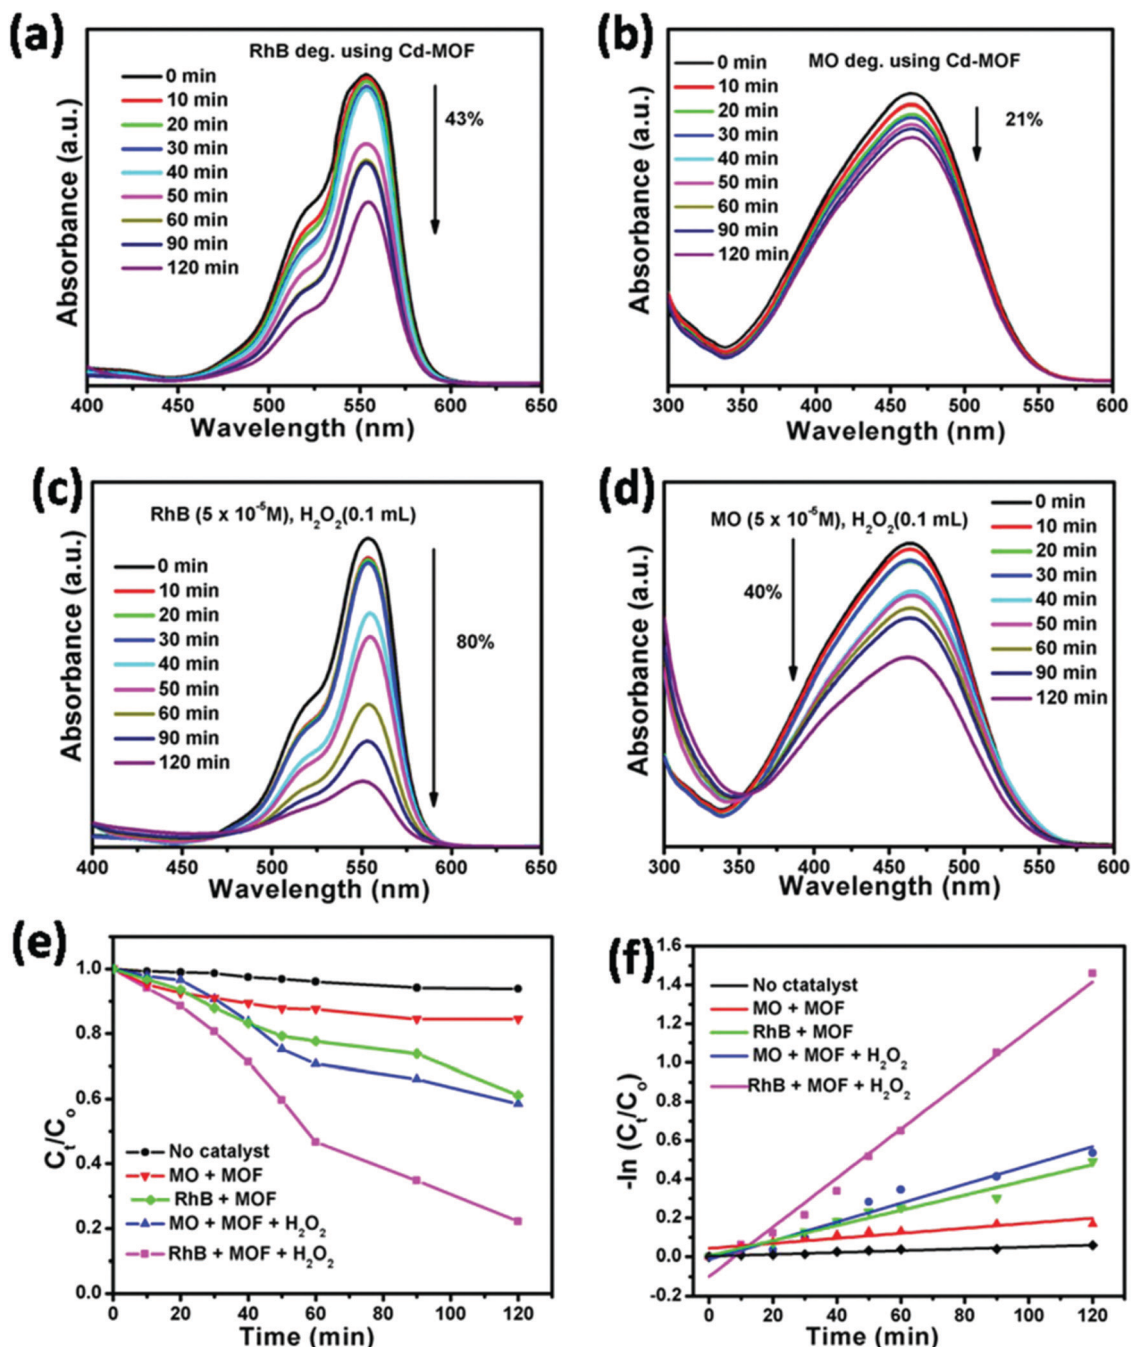 (a)
RhB deg. using Cd-MOF
0 min
10 min
20 min
30 min
40 min
50 min
60 min
90 min
120 min
43%
Absorbance (a.u.)
400 450 500 550 600 650
Wavelength (nm)
(b)
MO deg. using Cd-MOF
0 min
10 min
20 min
30 min
40 min
50 min
60 min
90 min
120 min
21%
Absorbance (a.u.)
300 350 400 450 500 550 600
Wavelength (nm)
(c)
RhB (5 x 10⁻⁵M), H₂O₂(0.1 mL)
0 min
10 min
20 min
30 min
40 min
50 min
60 min
90 min
120 min
80%
Absorbance (a.u.)
400 450 500 550 600 650
Wavelength (nm)
(d)
MO (5 x 10⁻⁵M), H₂O₂(0.1 mL)
0 min
10 min
20 min
30 min
40 min
50 min
60 min
90 min
120 min
40%
Absorbance (a.u.)
300 350 400 450 500 550 600
Wavelength (nm)
(e)
1.0
0.8
0.6
0.4
0.2
0.0
Cₜ/Cₒ
No catalyst
MO + MOF
RhB + MOF
MO + MOF + H₂O₂
RhB + MOF + H₂O₂
0 20 40 60 80 100 120
Time (min)
(f)
1.6
1.4
1.2
1.0
0.8
0.6
0.4
0.2
0.0
-0.2
-ln (Cₜ/Cₒ)
No ctatalyst
MO + MOF
RhB + MOF
MO + MOF + H₂O₂
RhB + MOF + H₂O₂
0 20 40 60 80 100 120
Time (min)